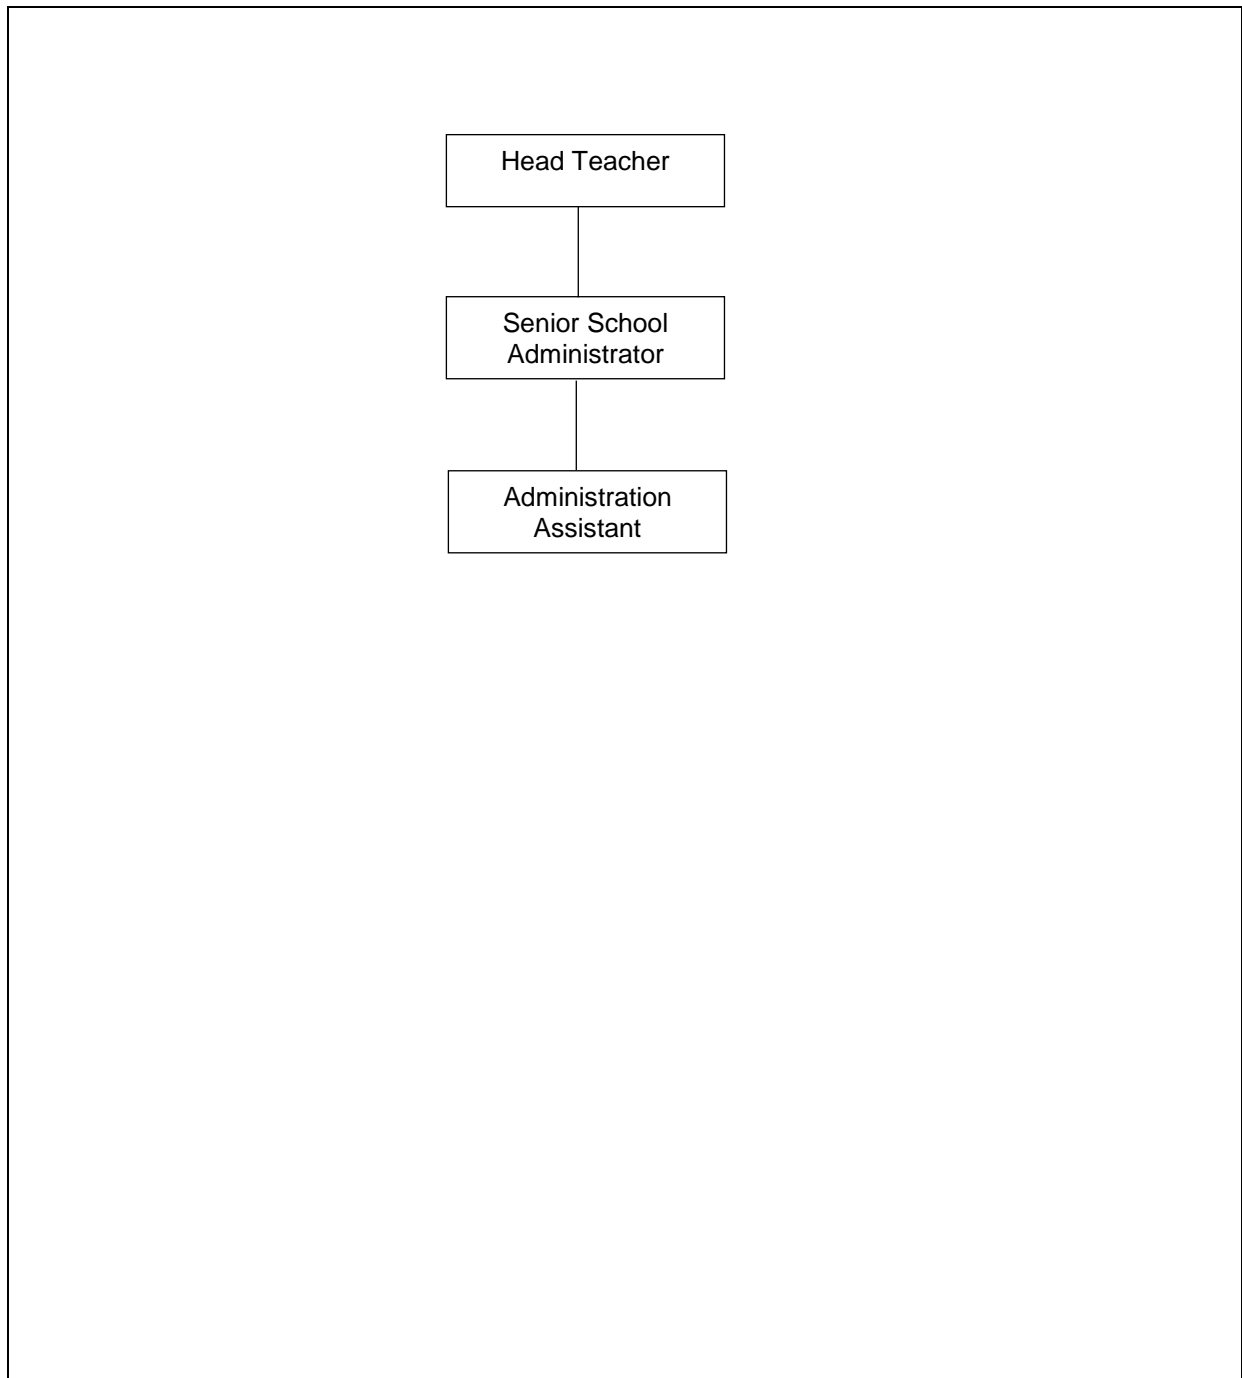 Head Teacher
Senior School
Administrator
Administration
Assistant